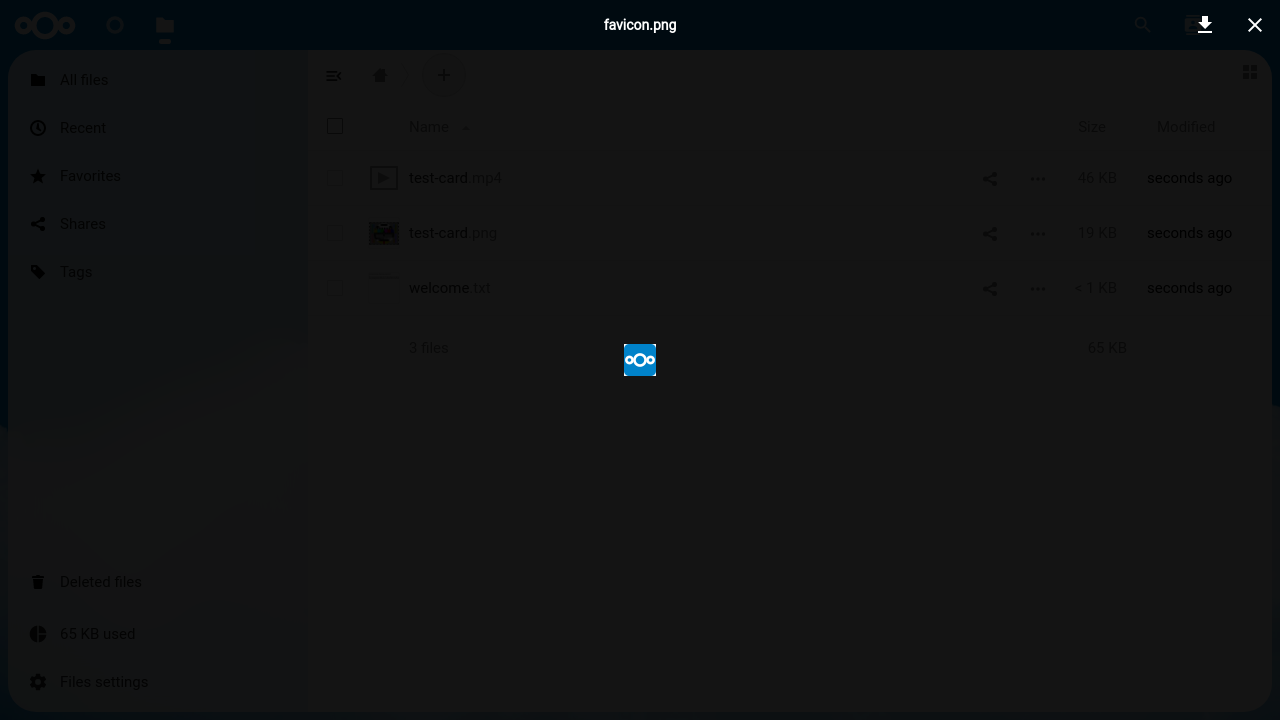 favicon.png
All files
Recent
Favorites
Shares
Tags
Name
Size
Modified
test-card.mp4
46 KB
seconds ago
test-card.png
19 KB
seconds ago
welcome.txt
< 1 KB
seconds ago
3 files
65 KB
Deleted files
65 KB used
Files settings